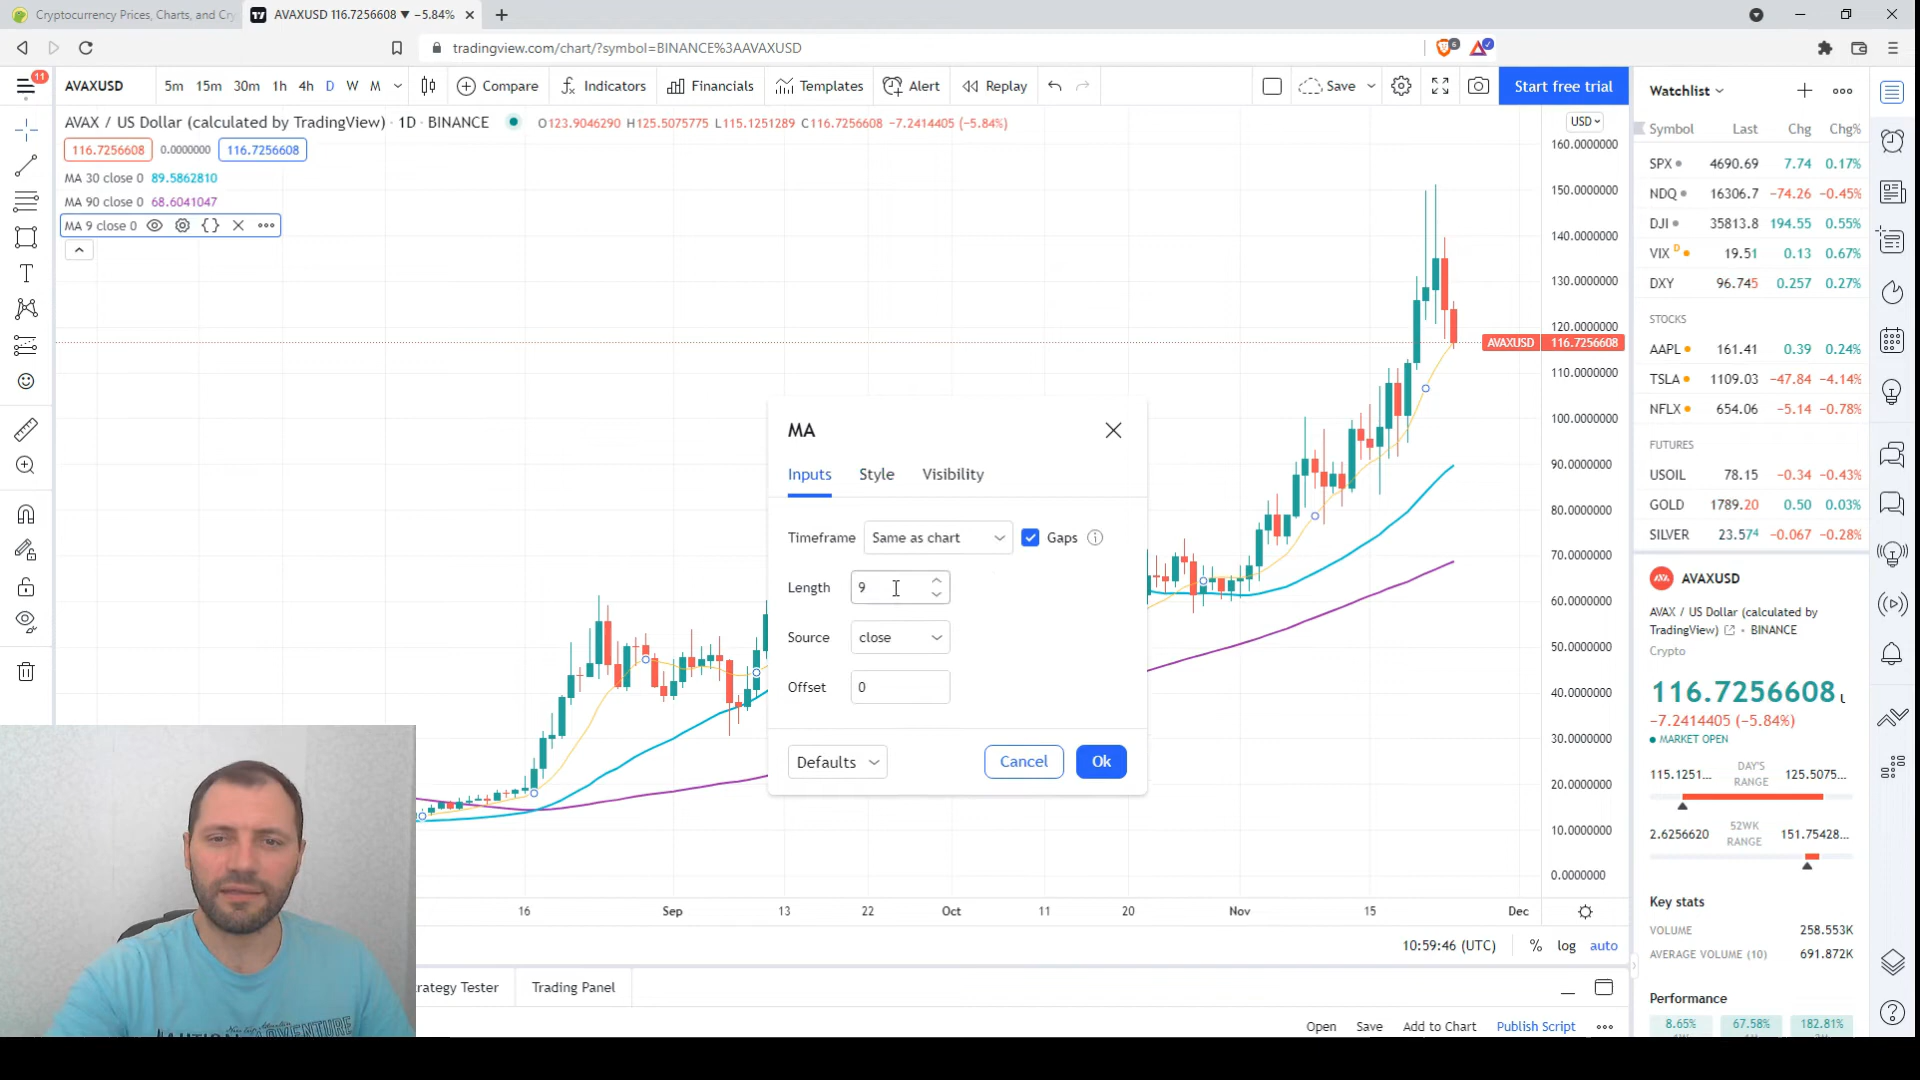 Cryptocurrency Prices, Charts, and Cry
AVAXUSD 116.7256608 ▼ −5.84%
tradingview.com/chart/?symbol=BINANCE%3AAVAXUSD
6
11
AVAXUSD 5m 15m 30m 1h 4h D W M Compare Indicators Financials Templates Alert Replay Save Start free trial
AVAX / US Dollar (calculated by TradingView) · 1D · BINANCE O123.9046290 H125.5075775 L115.1251289 C116.7256608 −7.2414405 (−5.84%)
116.7256608 0.0000000 116.7256608
MA 30 close 0 89.5862810
MA 90 close 0 68.6041047
MA 9 close 0
USD
160.0000000
150.0000000
140.0000000
130.0000000
120.0000000
AVAXUSD 116.7256608
110.0000000
100.0000000
90.0000000
80.0000000
70.0000000
60.0000000
50.0000000
40.0000000
30.0000000
20.0000000
10.0000000
0.0000000
MA
Inputs Style Visibility
Timeframe Same as chart Gaps
Length 9
Source close
Offset 0
Defaults Cancel Ok
16 Sep 13 22 Oct 11 20 Nov 15 Dec
10:59:46 (UTC) % log auto
rategy Tester Trading Panel
Open Save Add to Chart Publish Script
Watchlist
Symbol Last Chg Chg%
SPX 4690.69 7.74 0.17%
NDQ 16306.7 −74.26 −0.45%
DJI 35813.8 194.55 0.55%
VIX D 19.51 0.13 0.67%
DXY 96.745 0.257 0.27%
STOCKS
AAPL 161.41 0.39 0.24%
TSLA 1109.03 −47.84 −4.14%
NFLX 654.06 −5.14 −0.78%
FUTURES
USOIL 78.15 −0.34 −0.43%
GOLD 1789.20 0.50 0.03%
SILVER 23.574 −0.067 −0.28%
AVAXUSD
AVAX / US Dollar (calculated by
TradingView) • BINANCE
Crypto
116.7256608
−7.2414405 (−5.84%)
MARKET OPEN
115.1251... DAY'S RANGE 125.5075...
2.6256620 52WK RANGE 151.75428...
Key stats
VOLUME 258.553K
AVERAGE VOLUME (10) 691.872K
Performance
8.65% 67.58% 182.81%
ADVENTURE